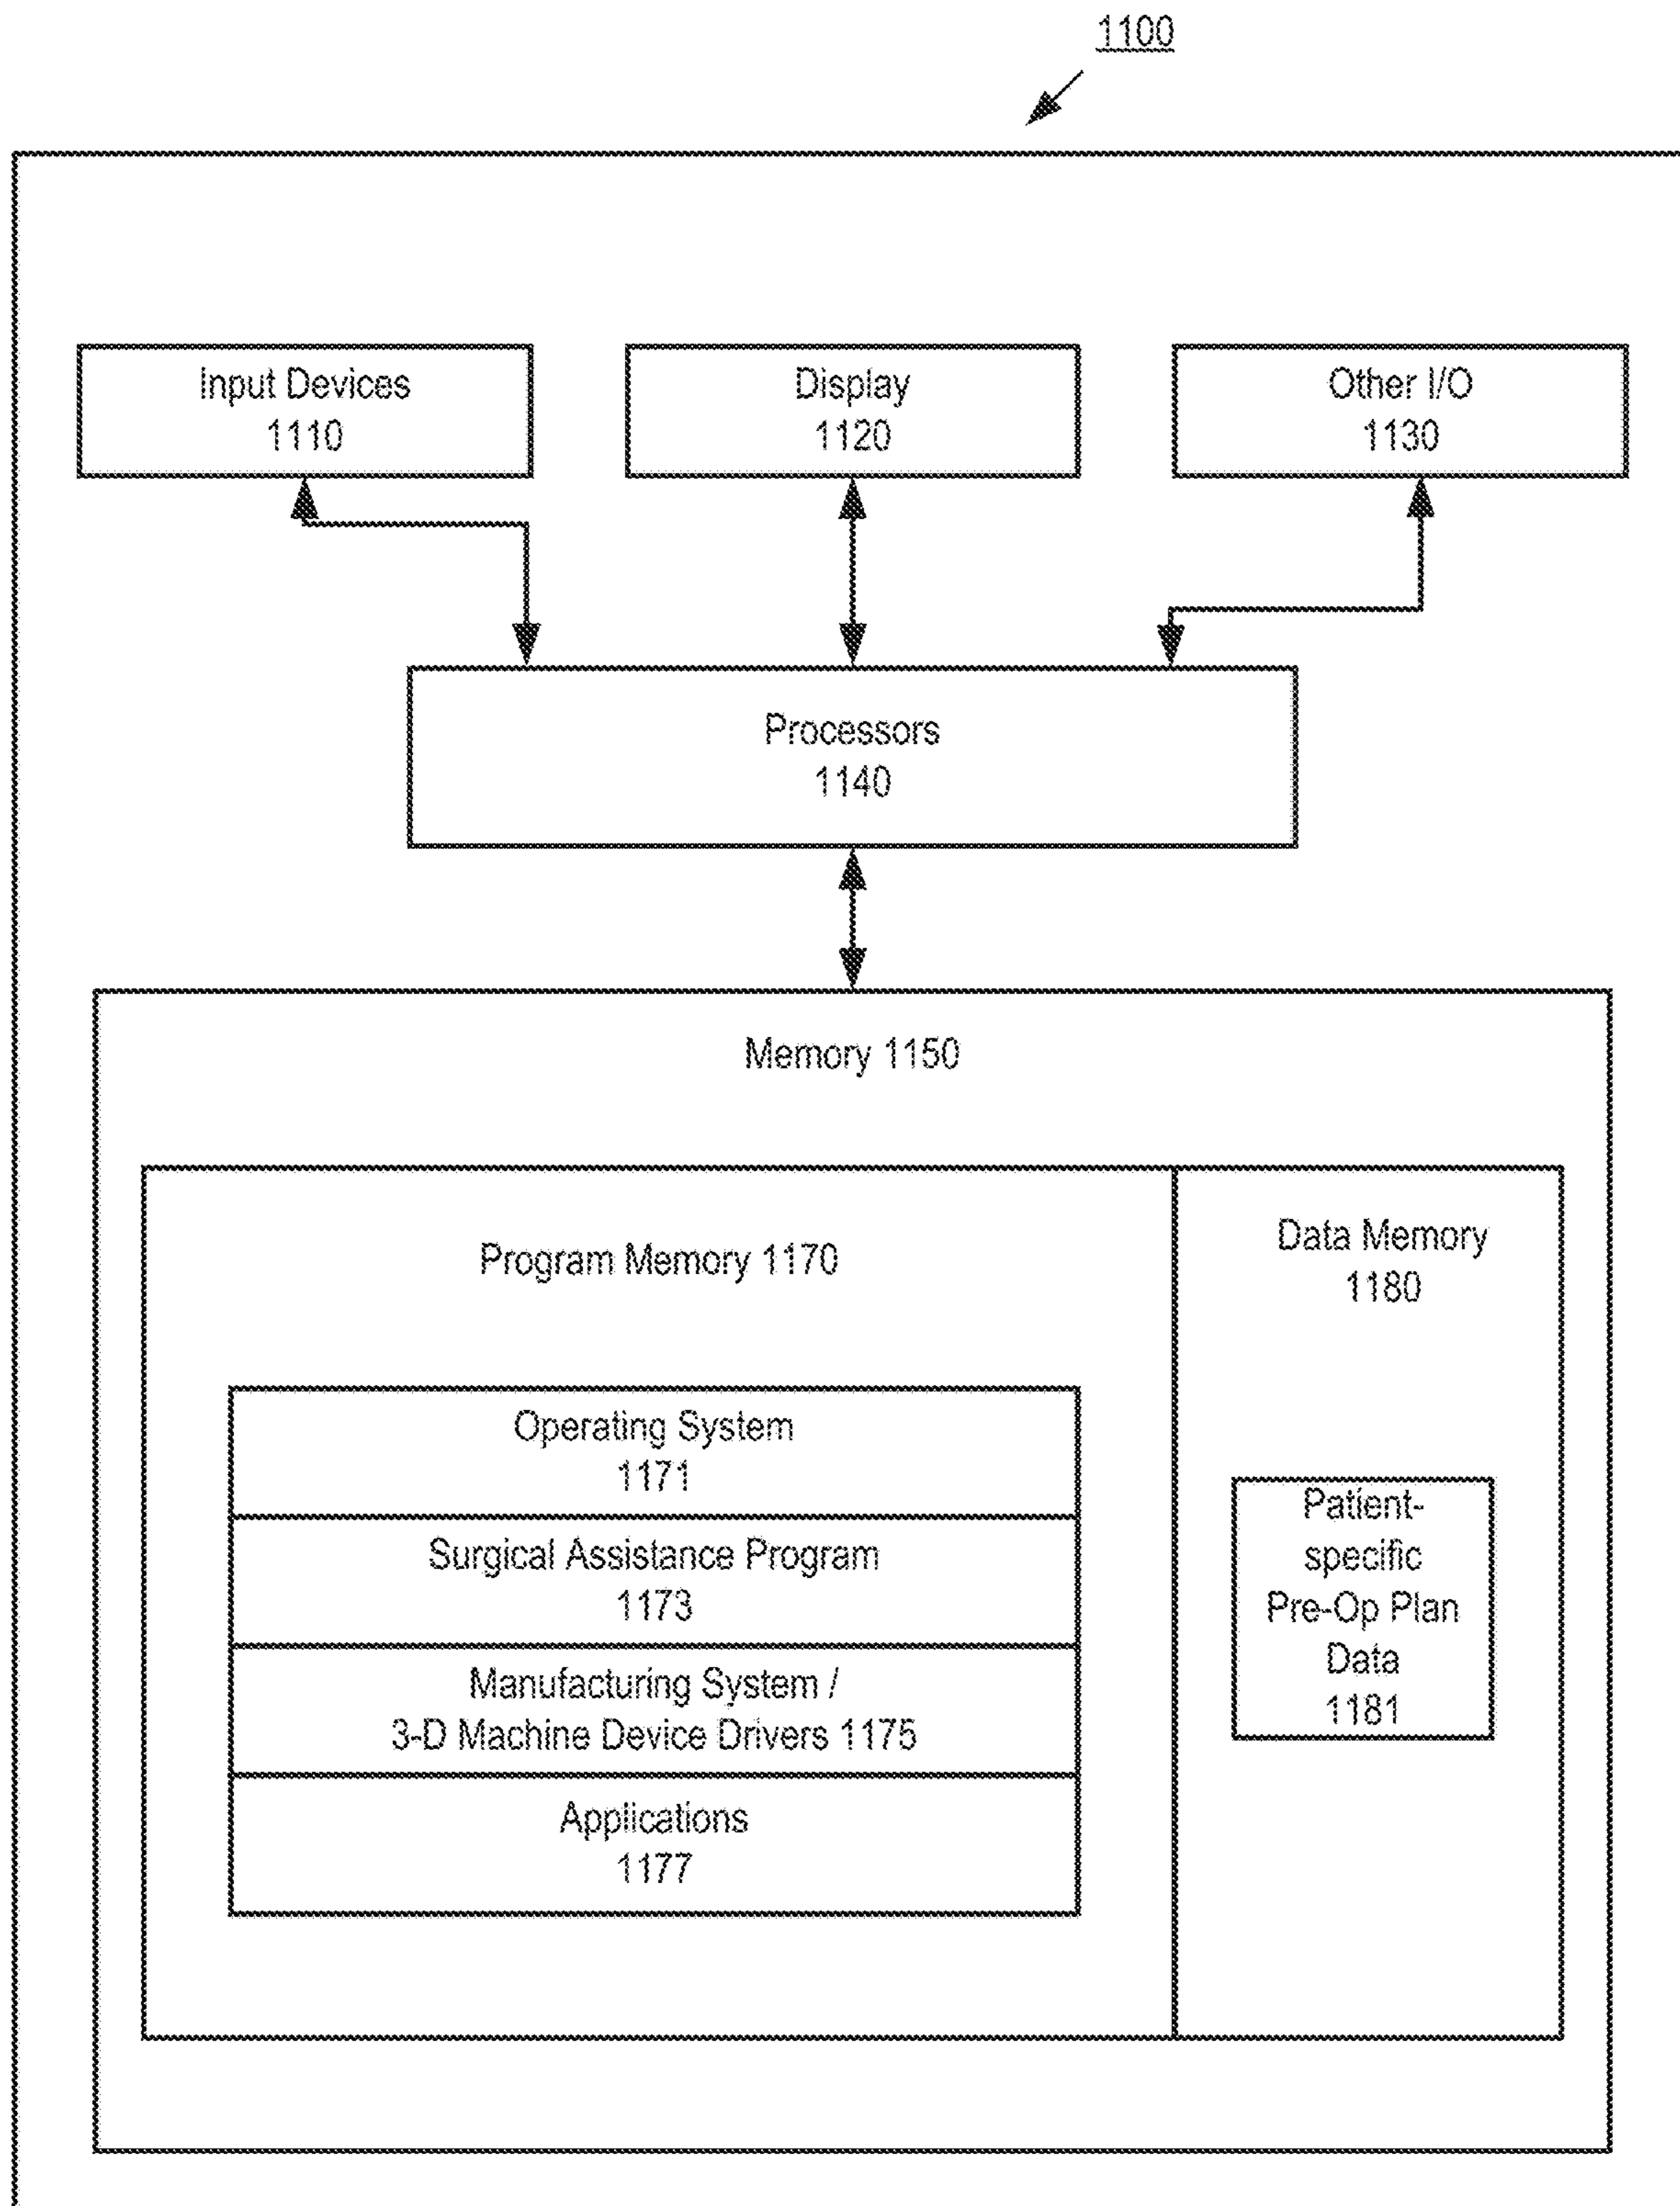 1100
Input Devices
1110
Display
1120
Other I/O
1130
Processors
1140
Memory 1150
Program Memory 1170
Data Memory
1180
Operating System
1171
Surgical Assistance Program
1173
Manufacturing System /
3-D Machine Device Drivers 1175
Applications
1177
Patient-
specific
Pre-Op Plan
Data
1181